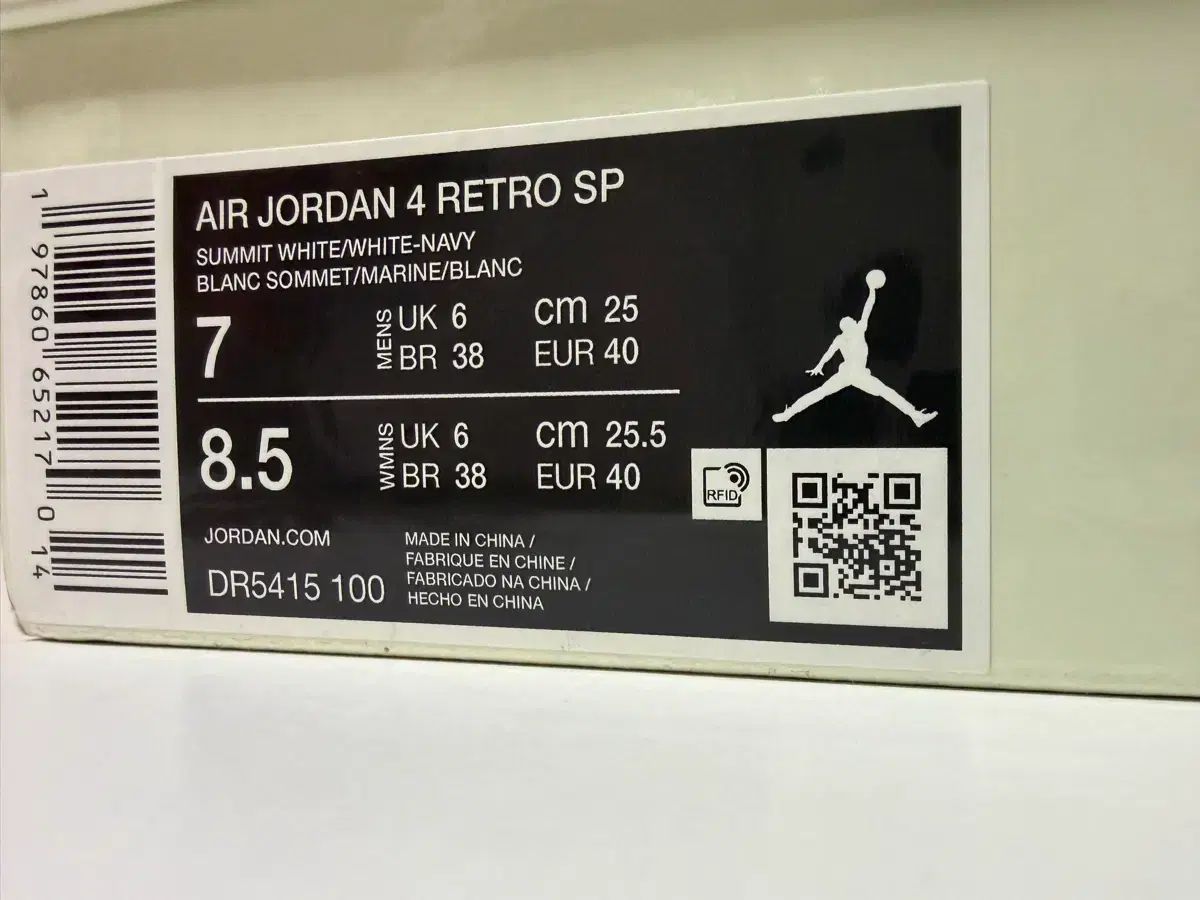 AIR JORDAN 4 RETRO SP
SUMMIT WHITE/WHITE-NAVY
BLANC SOMMET/MARINE/BLANC
7
MENS
UK 6
cm 25
BR 38
EUR 40
8.5
WMNS
UK 6
cm 25.5
BR 38
EUR 40
RFID
JORDAN.COM
DR5415 100
MADE IN CHINA /
FABRIQUE EN CHINE /
FABRICADO NA CHINA /
HECHO EN CHINA
1 97860 65217 0 14